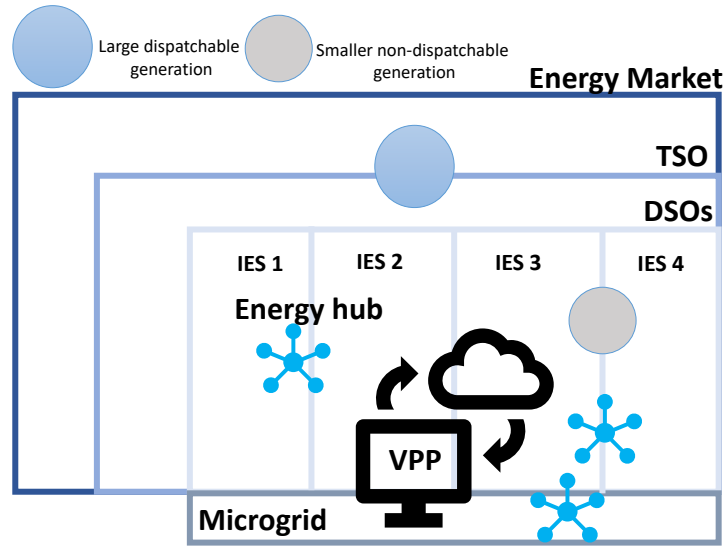 Large dispatchable
generation
Smaller non-dispatchable
generation
Energy Market
TSO
DSOs
IES 1
IES 2
IES 3
IES 4
Energy hub
VPP
Microgrid